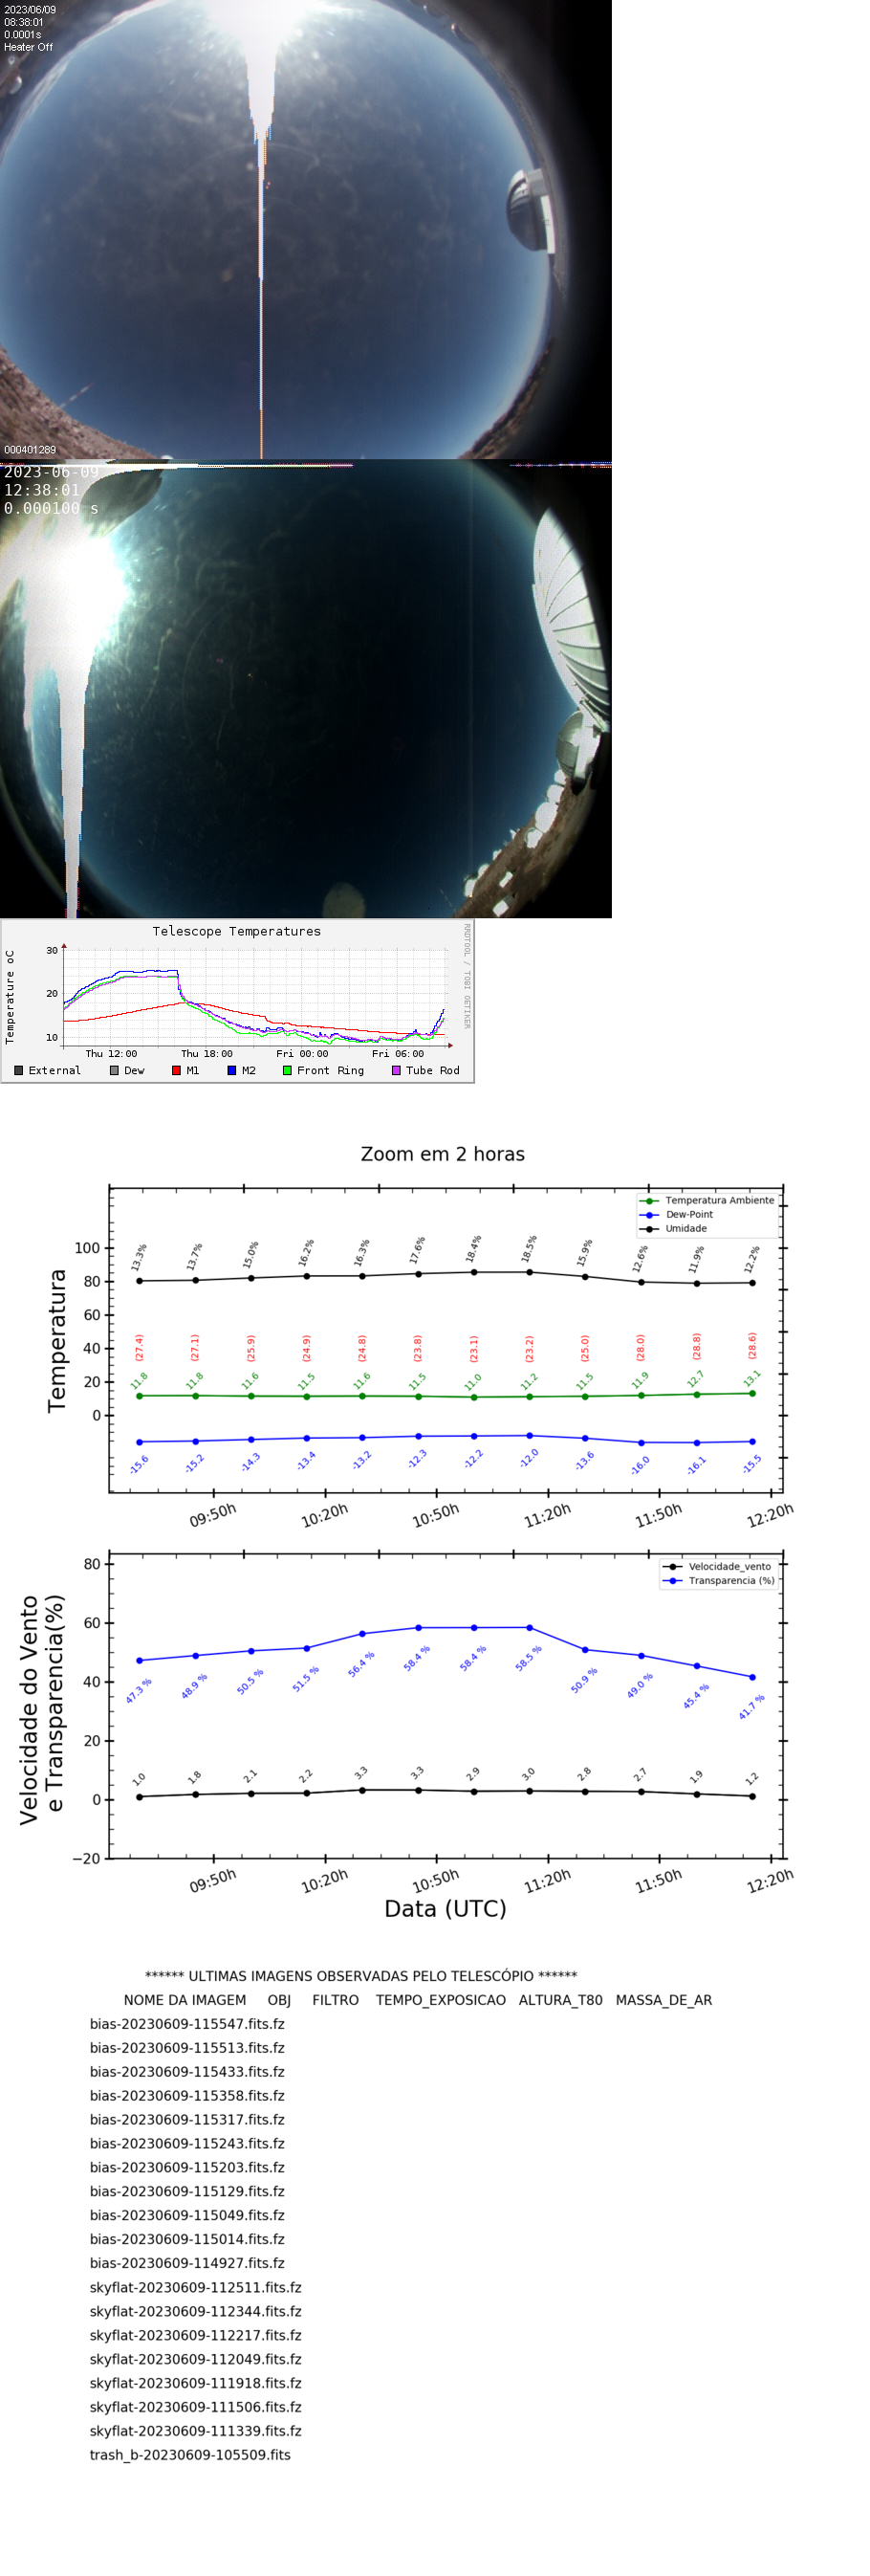 2023/06/09
08:38:01
0.0001s
Heater Off
000401289
2023-06-09
12:38:01
0.000100 s
Telescope Temperatures
RRDTOOL / TOBI OETIKER
Temperature oC
30
20
10
Thu 12:00 Thu 18:00 Fri 00:00 Fri 06:00
External Dew M1 M2 Front Ring Tube Rod
Zoom em 2 horas
Temperatura Ambiente
Dew-Point
Umidade
Temperatura
100
80
60
40
20
0
13.3% 13.7% 15.0% 16.2% 16.3% 17.6% 18.4% 18.5% 15.9% 12.6% 11.9% 12.2%
(27.4) (27.1) (25.9) (24.9) (24.8) (23.8) (23.1) (23.2) (25.0) (28.0) (28.8) (28.6)
11.8 11.8 11.6 11.5 11.6 11.5 11.0 11.2 11.5 11.9 12.7 13.1
-15.6 -15.2 -14.3 -13.4 -13.2 -12.3 -12.2 -12.0 -13.6 -16.0 -16.1 -15.5
09:50h 10:20h 10:50h 11:20h 11:50h 12:20h
Velocidade_vento
Transparencia (%)
Velocidade do Vento
e Transparencia(%)
80
60
40
20
0
−20
47.3 % 48.9 % 50.5 % 51.5 % 56.4 % 58.4 % 58.4 % 58.5 % 50.9 % 49.0 % 45.4 % 41.7 %
1.0 1.8 2.1 2.2 3.3 3.3 2.9 3.0 2.8 2.7 1.9 1.2
09:50h 10:20h 10:50h 11:20h 11:50h 12:20h
Data (UTC)
****** ULTIMAS IMAGENS OBSERVADAS PELO TELESCÓPIO ******
NOME DA IMAGEM OBJ FILTRO TEMPO_EXPOSICAO ALTURA_T80 MASSA_DE_AR
bias-20230609-115547.fits.fz
bias-20230609-115513.fits.fz
bias-20230609-115433.fits.fz
bias-20230609-115358.fits.fz
bias-20230609-115317.fits.fz
bias-20230609-115243.fits.fz
bias-20230609-115203.fits.fz
bias-20230609-115129.fits.fz
bias-20230609-115049.fits.fz
bias-20230609-115014.fits.fz
bias-20230609-114927.fits.fz
skyflat-20230609-112511.fits.fz
skyflat-20230609-112344.fits.fz
skyflat-20230609-112217.fits.fz
skyflat-20230609-112049.fits.fz
skyflat-20230609-111918.fits.fz
skyflat-20230609-111506.fits.fz
skyflat-20230609-111339.fits.fz
trash_b-20230609-105509.fits